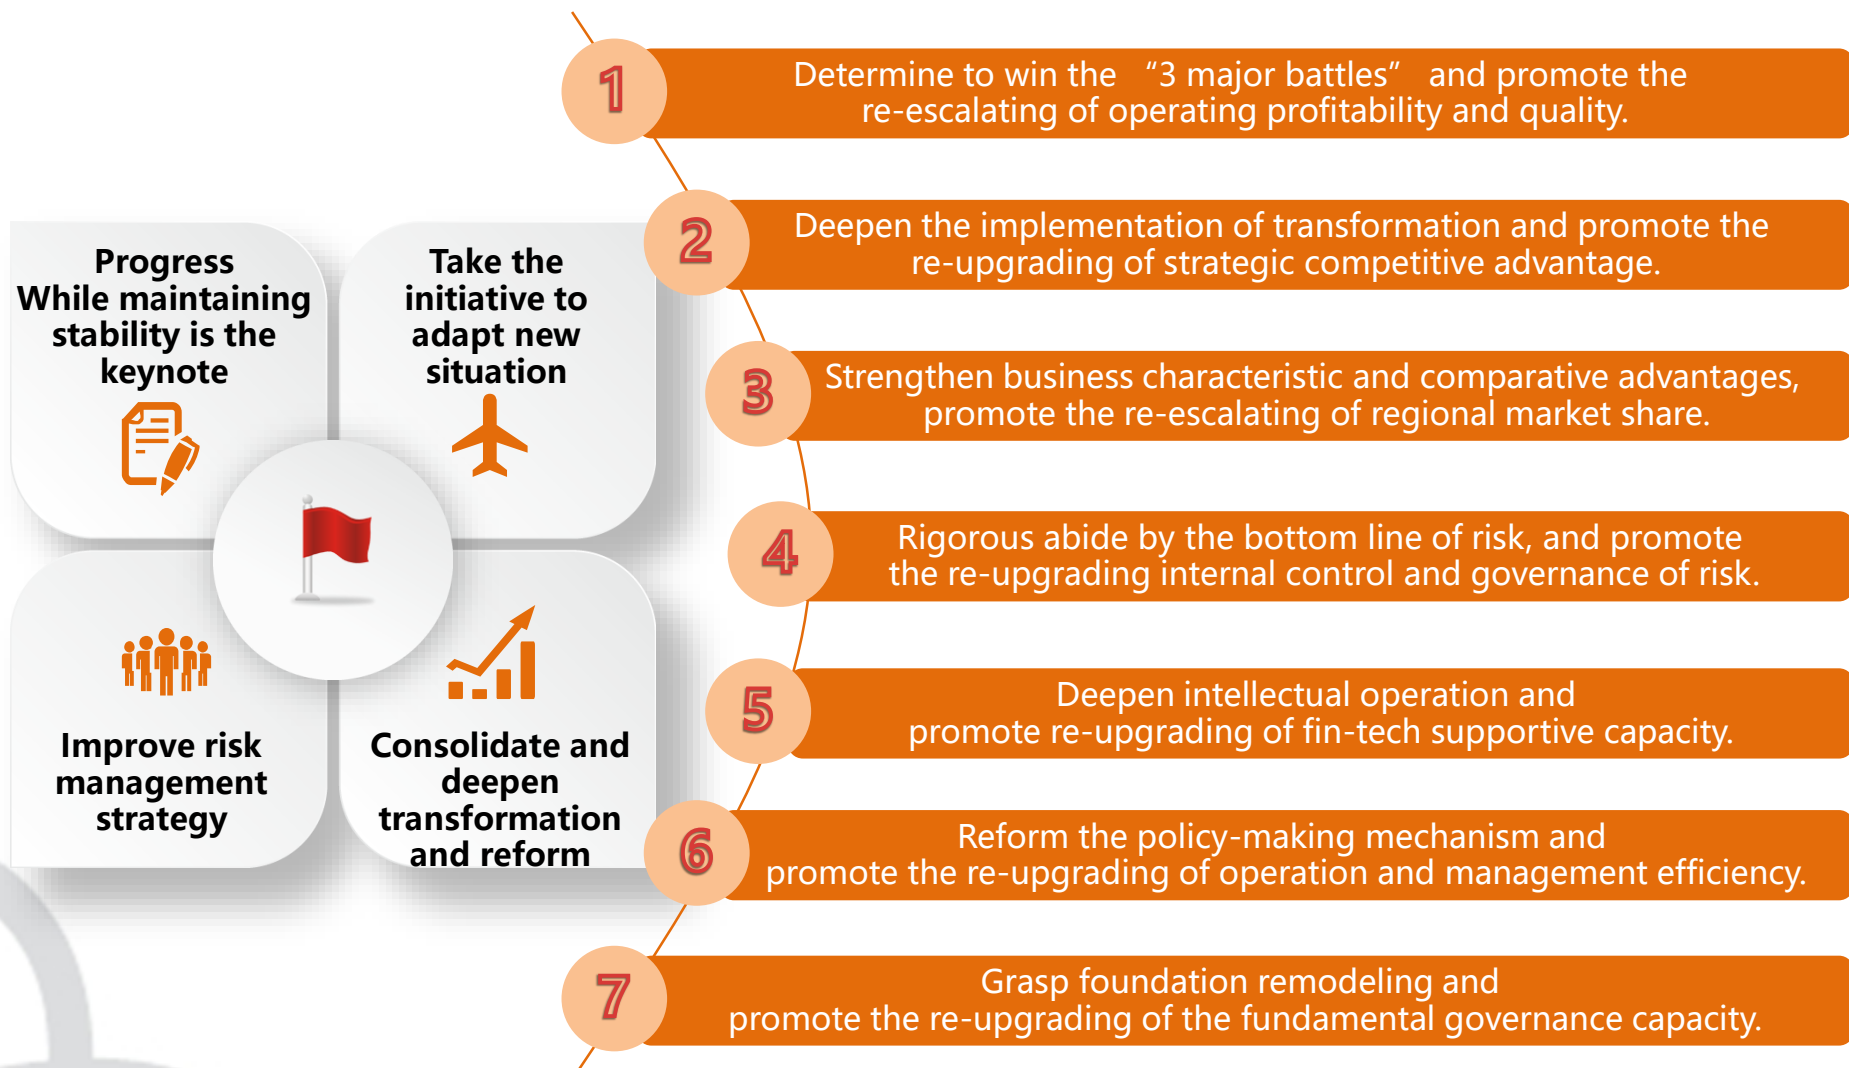 Progress
While maintaining
stability is the
keynote
Take the
initiative to
adapt new
situation
Improve risk
management
strategy
Consolidate and
deepen
transformation
and reform
1
Determine to win the “3 major battles” and promote the
re-escalating of operating profitability and quality.
2
Deepen the implementation of transformation and promote the
re-upgrading of strategic competitive advantage.
3
Strengthen business characteristic and comparative advantages,
promote the re-escalating of regional market share.
4
Rigorous abide by the bottom line of risk, and promote
the re-upgrading internal control and governance of risk.
5
Deepen intellectual operation and
promote re-upgrading of fin-tech supportive capacity.
6
Reform the policy-making mechanism and
promote the re-upgrading of operation and management efficiency.
7
Grasp foundation remodeling and
promote the re-upgrading of the fundamental governance capacity.